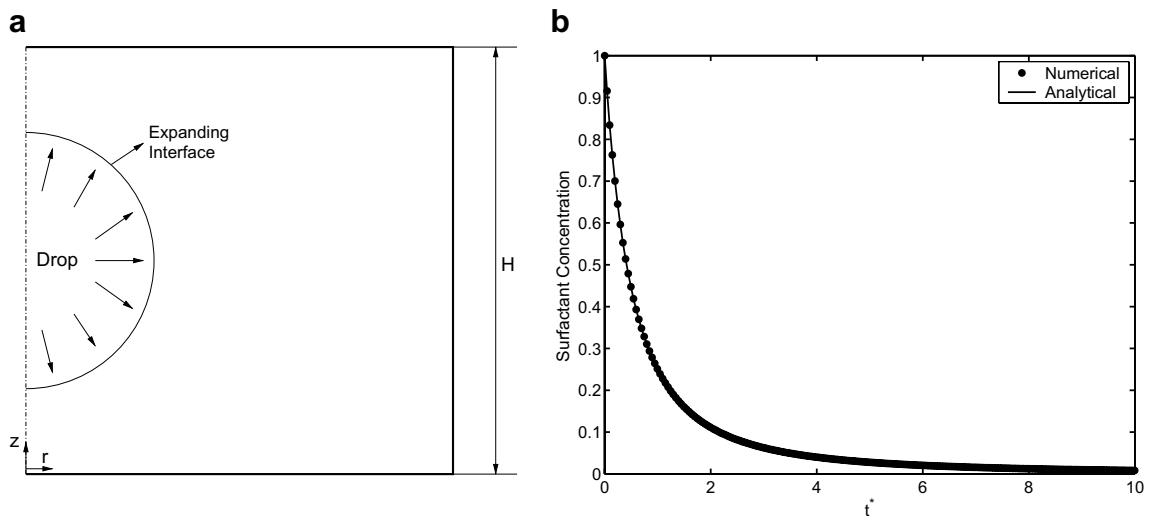 a
Expanding
Interface
Drop
H
z
r
b
Numerical
Analytical
Surfactant Concentration
1
0.9
0.8
0.7
0.6
0.5
0.4
0.3
0.2
0.1
0
0 2 4 6 8 10
t*